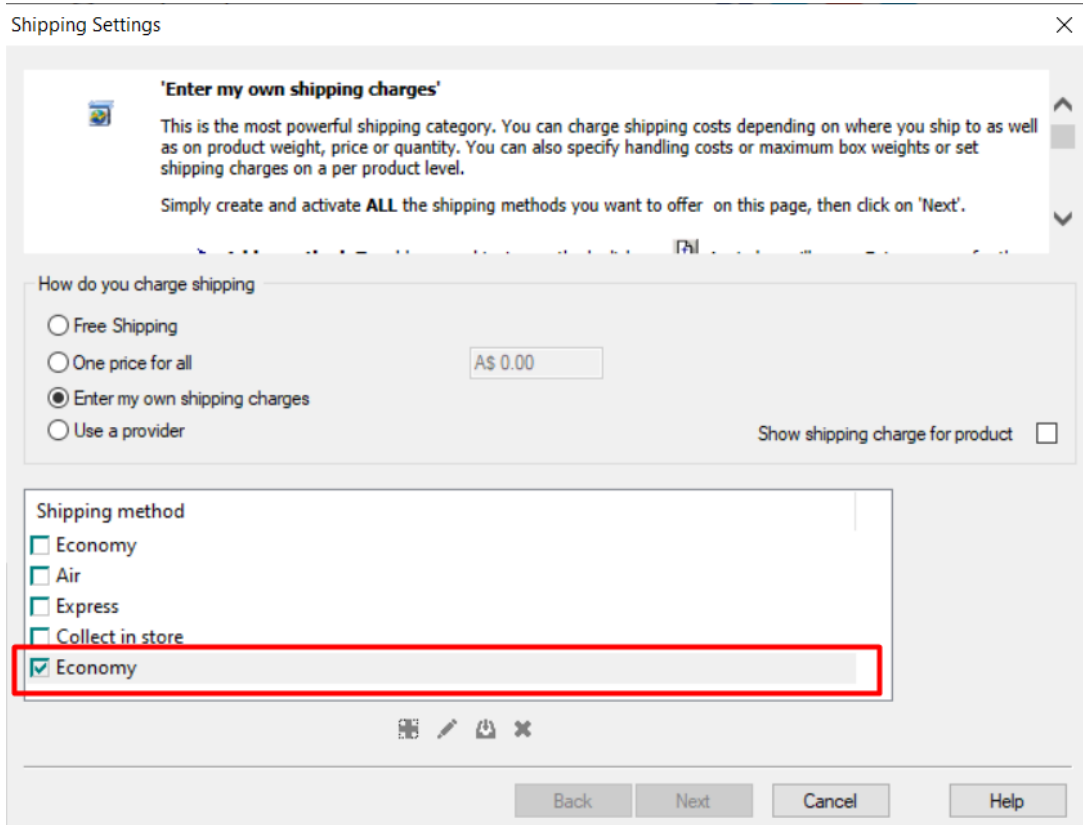 Shipping Settings
'Enter my own shipping charges'
This is the most powerful shipping category. You can charge shipping costs depending on where you ship to as well
as on product weight, price or quantity. You can also specify handling costs or maximum box weights or set
shipping charges on a per product level.
Simply create and activate ALL the shipping methods you want to offer on this page, then click on 'Next'.
How do you charge shipping
Free Shipping
One price for all
A$ 0.00
Enter my own shipping charges
Use a provider
Show shipping charge for product
Shipping method
Economy
Air
Express
Collect in store
Economy
Back
Next
Cancel
Help